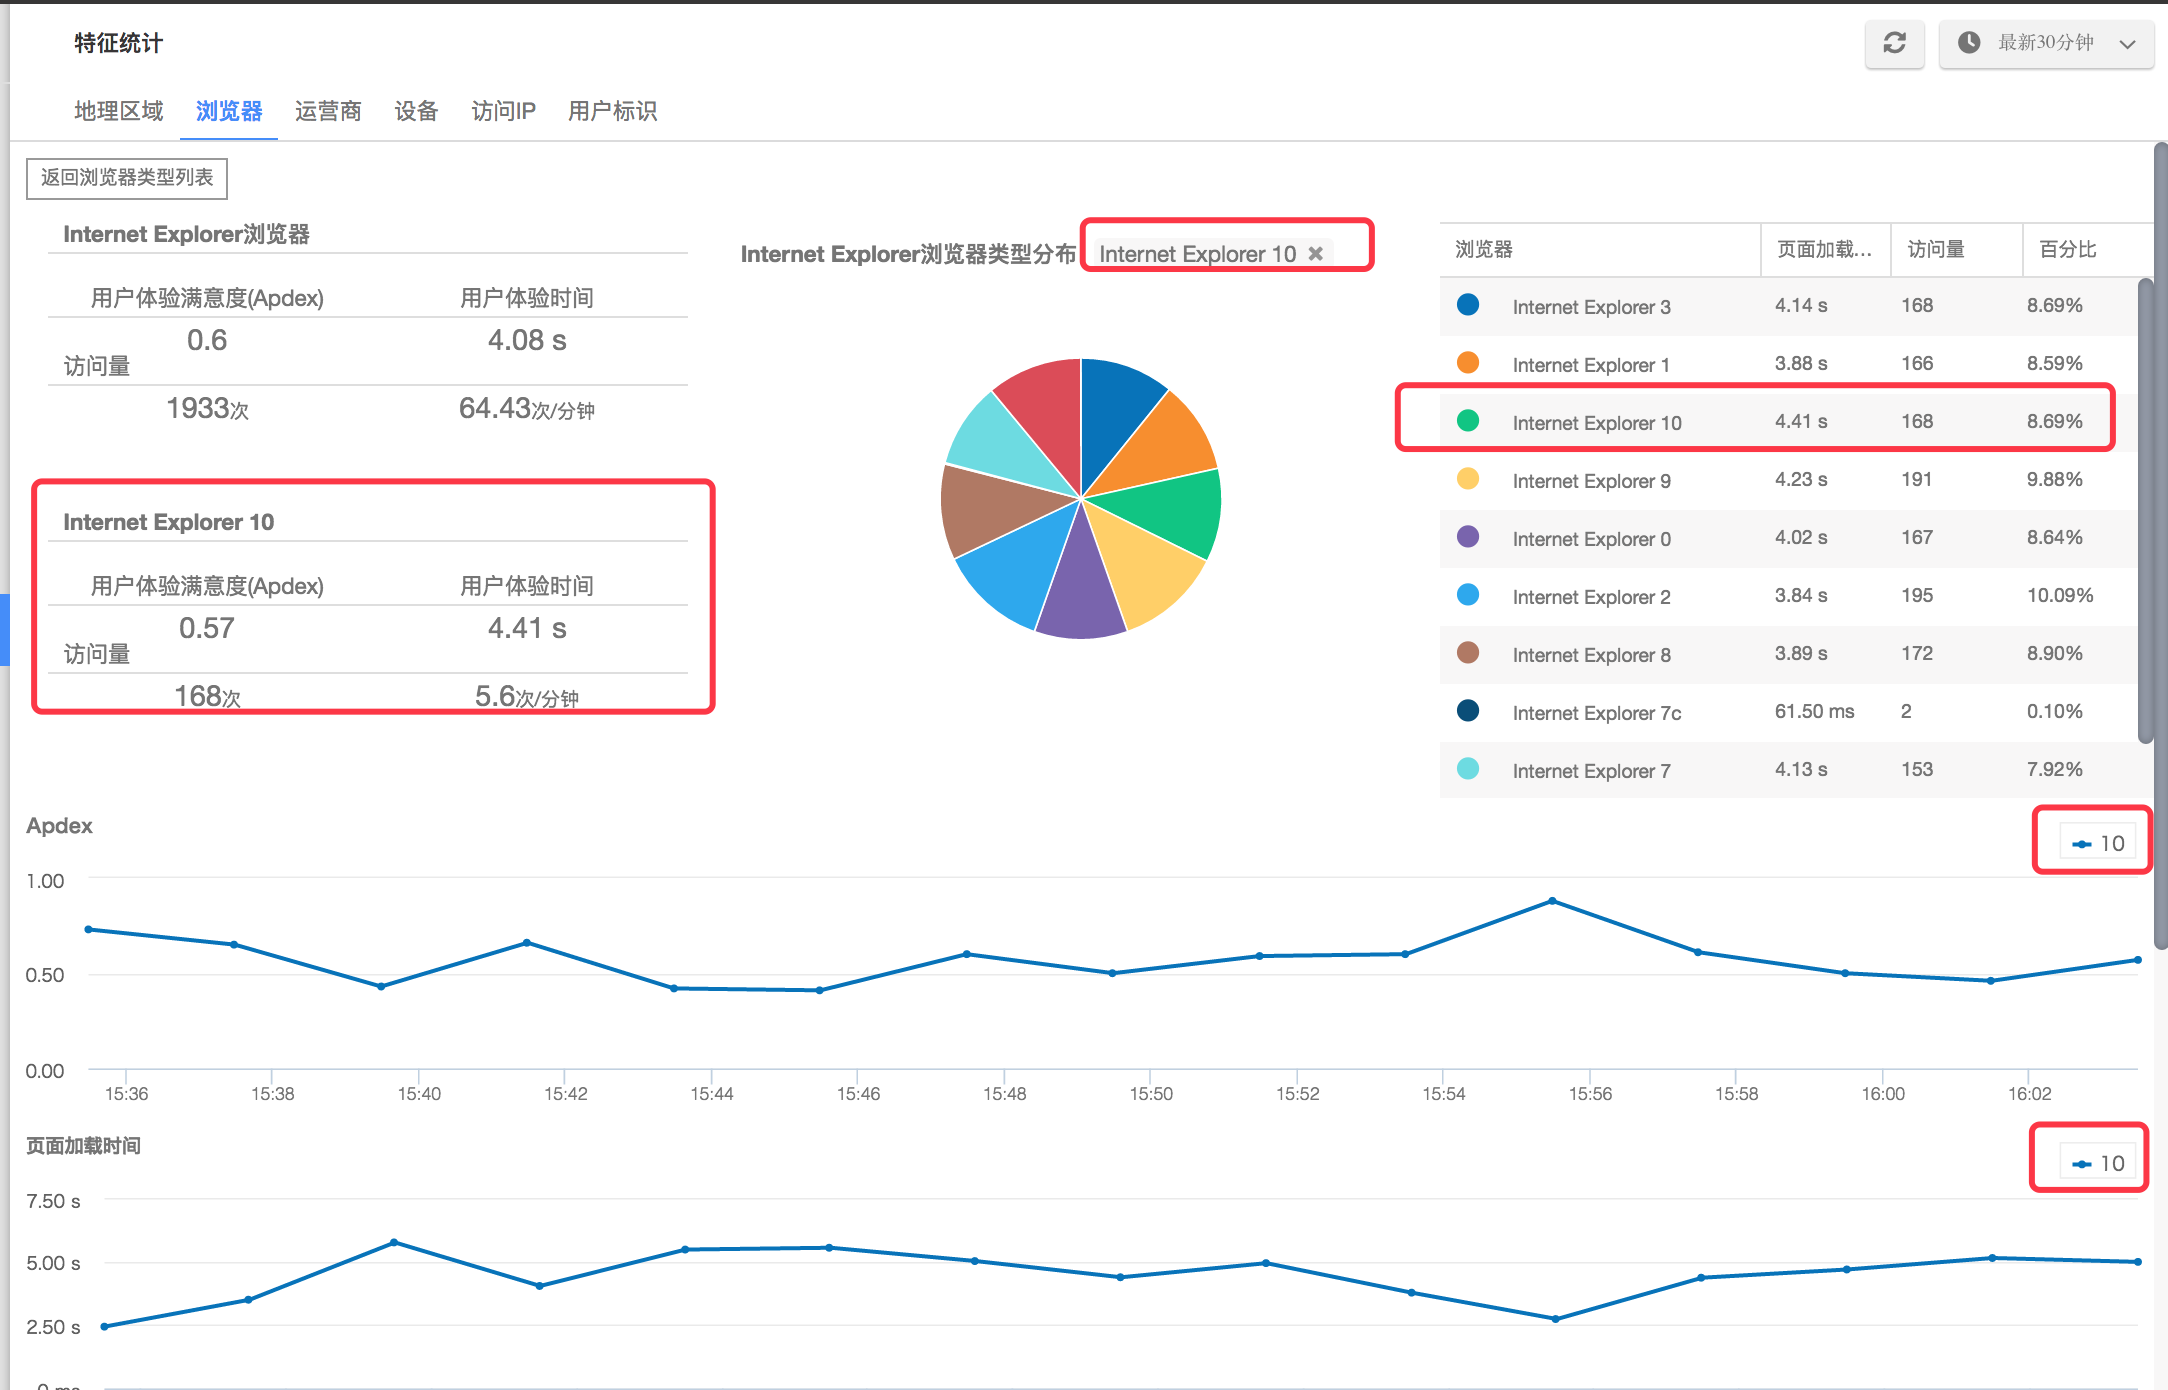 特征统计
最新30分钟
地理区域 浏览器 运营商 设备 访问IP 用户标识
返回浏览器类型列表
Internet Explorer浏览器
用户体验满意度(Apdex) 用户体验时间
0.6 4.08 s
访问量
1933次 64.43次/分钟
Internet Explorer 10
用户体验满意度(Apdex) 用户体验时间
0.57 4.41 s
访问量
168次 5.6次/分钟
Internet Explorer浏览器类型分布 Internet Explorer 10 ✖
浏览器 页面加载... 访问量 百分比
Internet Explorer 3 4.14 s 168 8.69%
Internet Explorer 1 3.88 s 166 8.59%
Internet Explorer 10 4.41 s 168 8.69%
Internet Explorer 9 4.23 s 191 9.88%
Internet Explorer 0 4.02 s 167 8.64%
Internet Explorer 2 3.84 s 195 10.09%
Internet Explorer 8 3.89 s 172 8.90%
Internet Explorer 7c 61.50 ms 2 0.10%
Internet Explorer 7 4.13 s 153 7.92%
Apdex
10
1.00
0.50
0.00
15:36 15:38 15:40 15:42 15:44 15:46 15:48 15:50 15:52 15:54 15:56 15:58 16:00 16:02
页面加载时间
10
7.50 s
5.00 s
2.50 s